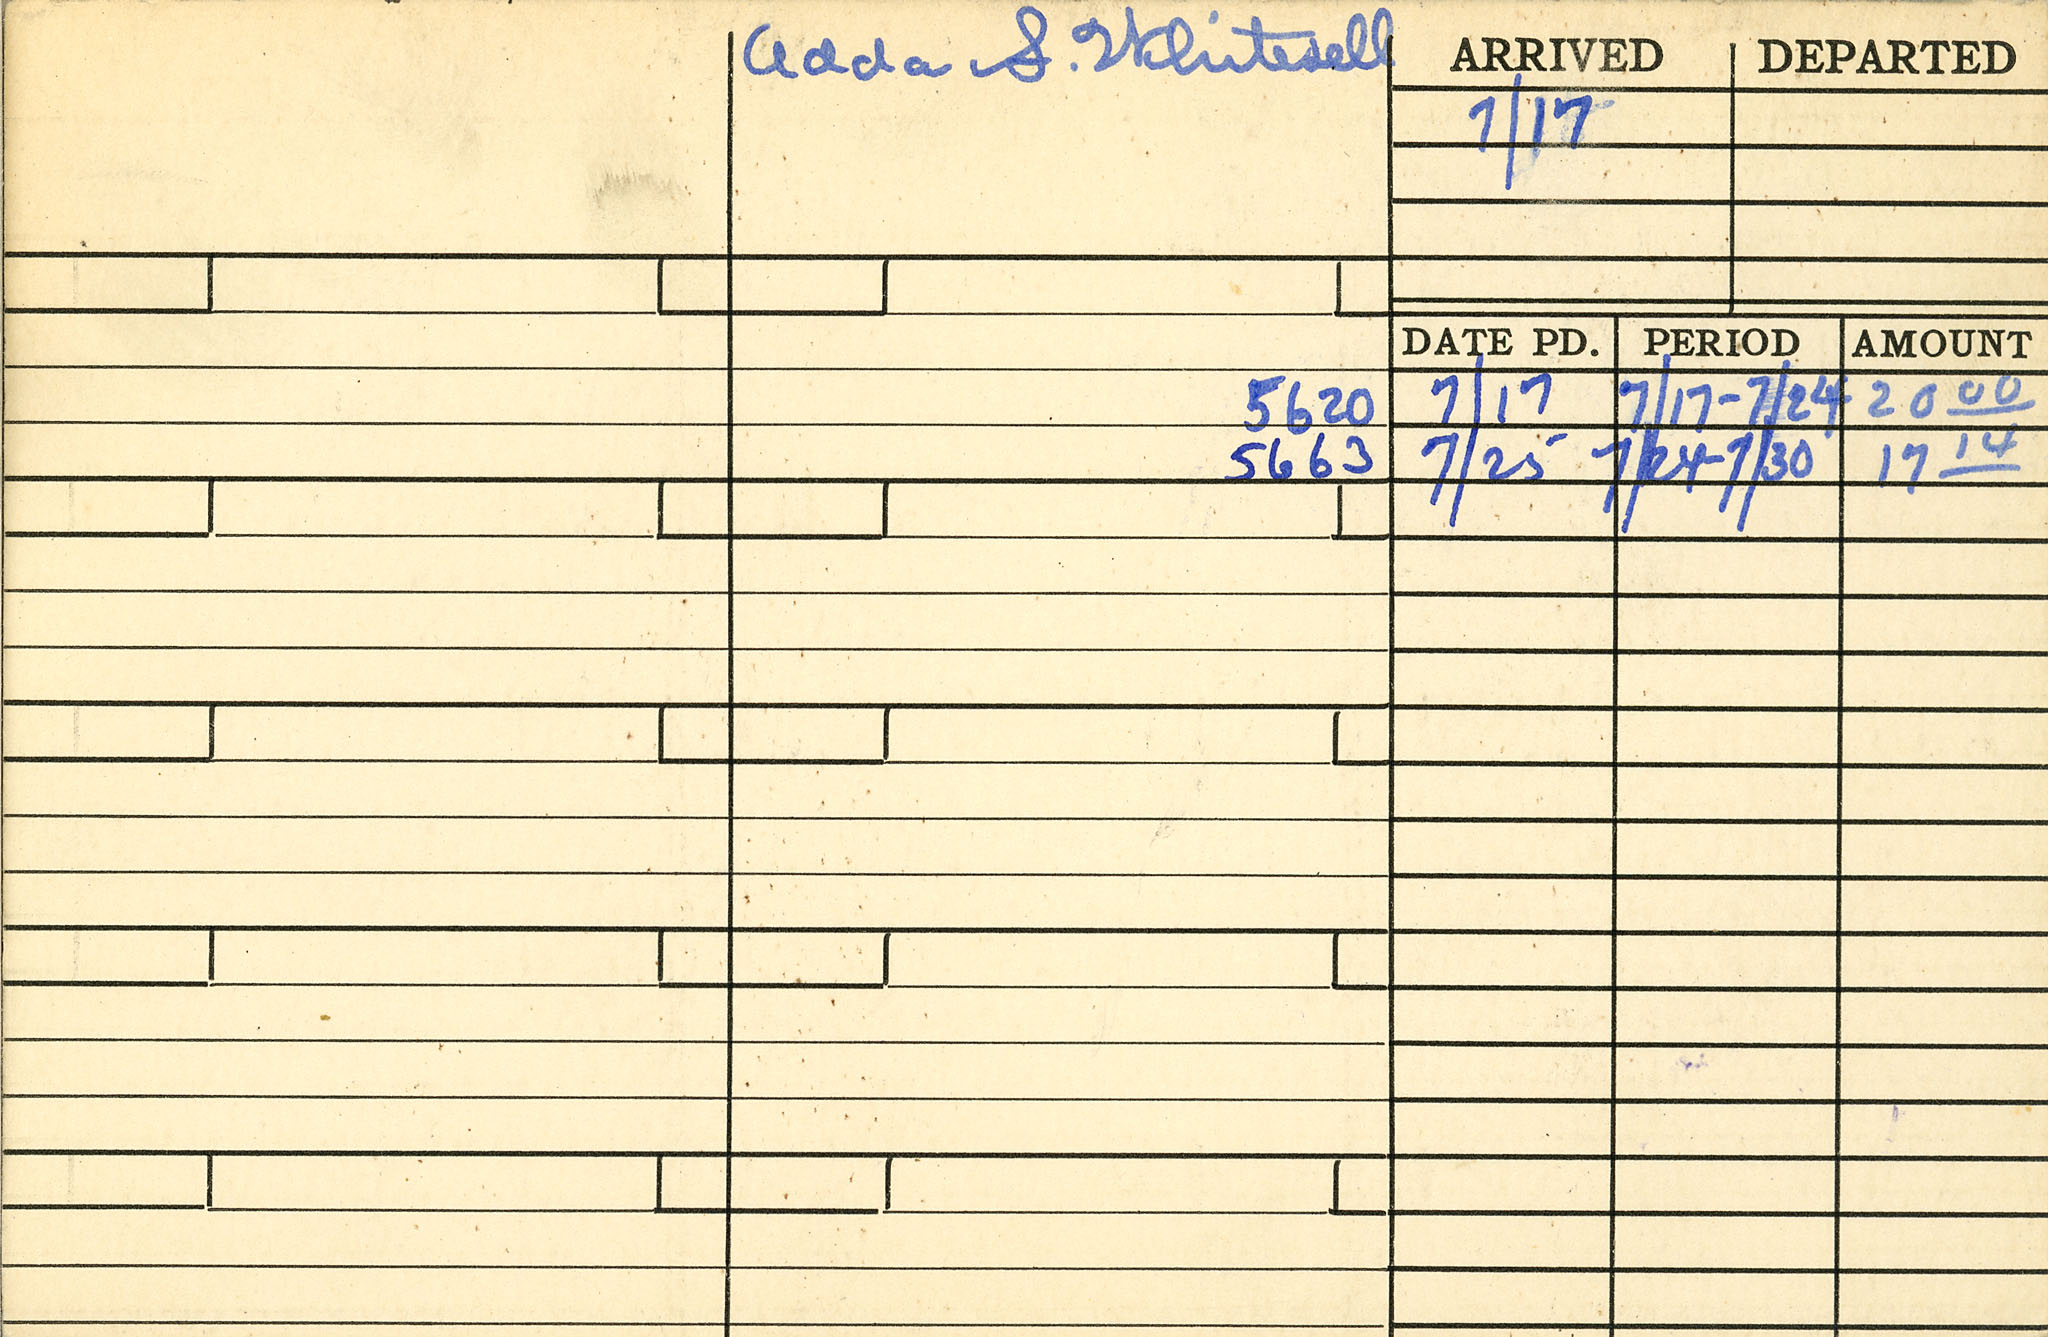 Adda S. Whitesell
ARRIVED DEPARTED
7/17
DATE PD. PERIOD AMOUNT
5620 7/17 7/17-7/24 20 00
5663 7/25 7/24-7/30 17 14